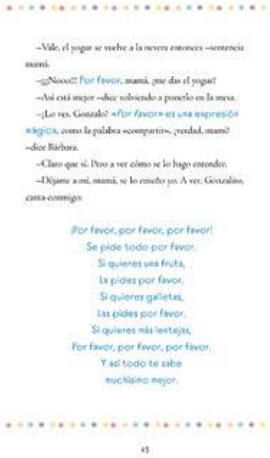 –Vale, el yogur se vuelve a la nevera entonces –sentencia
mamá.
–¡¡¡Nooo!!! Por favor, mamá, ¿me das el yogur?
–Así está mejor –dice volviendo a ponerlo en la mesa.
–¿Lo ves, Gonzalo? «Por favor» es una expresión
mágica, como la palabra «compartir», ¿verdad, mami?
–dice Bárbara.
–Claro que sí. Pero a ver cómo se lo hago entender.
–Déjame a mí, mamá, se lo enseño yo. A ver, Gonzalito,
canta conmigo:
¡Por favor, por favor, por favor!
Se pide todo por favor.
Si quieres una fruta,
la pides por favor.
Si quieres galletas,
las pides por favor.
Si quieres más lentejas,
Por favor, por favor, por favor.
Y así todo te sabe
muchísimo mejor.
45